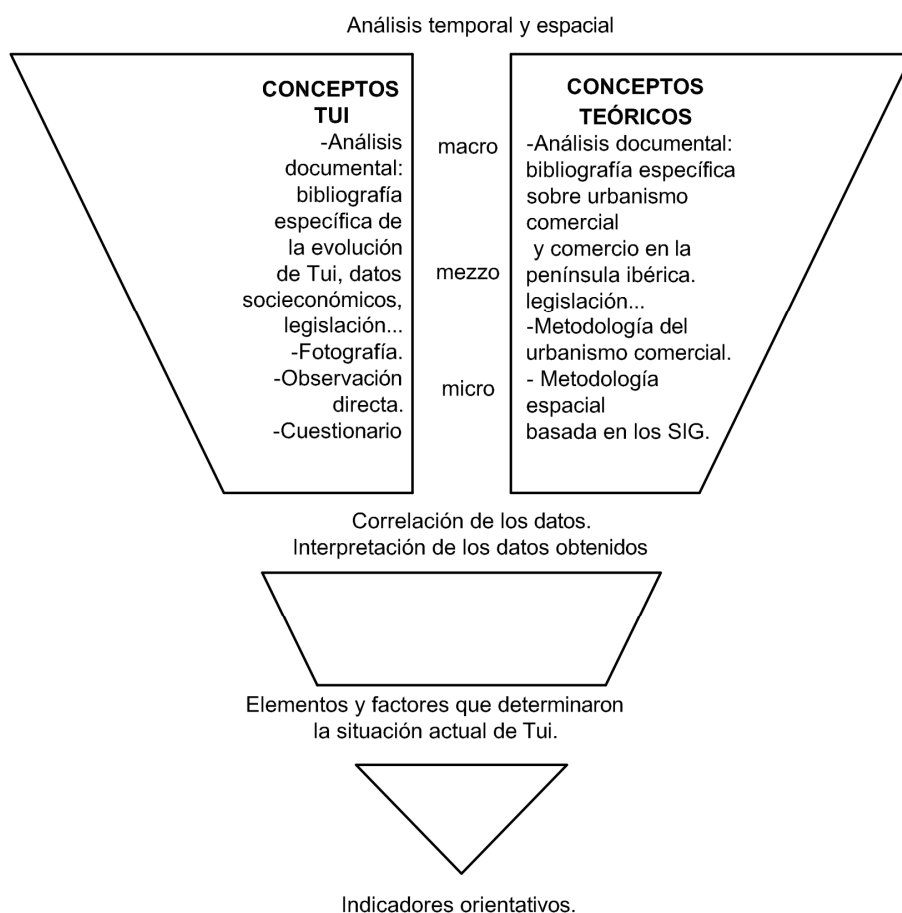 Análisis temporal y espacial
CONCEPTOS
TUI
-Análisis
documental:
bibliografía
específica de
la evolución
de Tui, datos
socieconómicos,
legislación...
-Fotografía.
-Observación
directa.
-Cuestionario
macro
mezzo
micro
CONCEPTOS
TEÓRICOS
-Análisis documental:
bibliografía específica
sobre urbanismo
comercial
y comercio en la
península ibérica.
legislación...
-Metodología del
urbanismo comercial.
- Metodología
espacial
basada en los SIG.
Correlación de los datos.
Interpretación de los datos obtenidos
Elementos y factores que determinaron
la situación actual de Tui.
Indicadores orientativos.